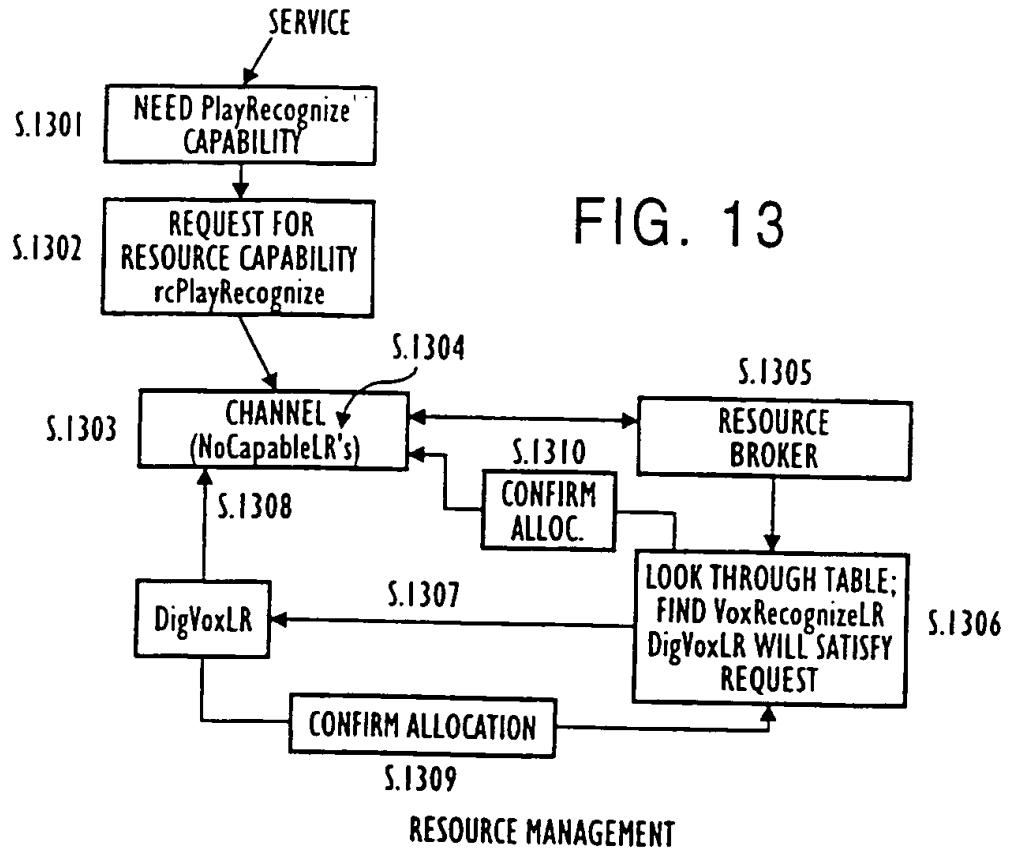 SERVICE
S.1301
NEED PlayRecognize
CAPABILITY
S.1302
REQUEST FOR
RESOURCE CAPABILITY
rcPlayRecognize
FIG. 13
S.1304
S.1303
CHANNEL
(NoCapableLR's)
S.1305
RESOURCE
BROKER
S.1310
CONFIRM
ALLOC.
S.1308
DigVoxLR
S.1307
LOOK THROUGH TABLE;
FIND VoxRecognizeLR
DigVoxLR WILL SATISFY
REQUEST
S.1306
CONFIRM ALLOCATION
S.1309
RESOURCE MANAGEMENT